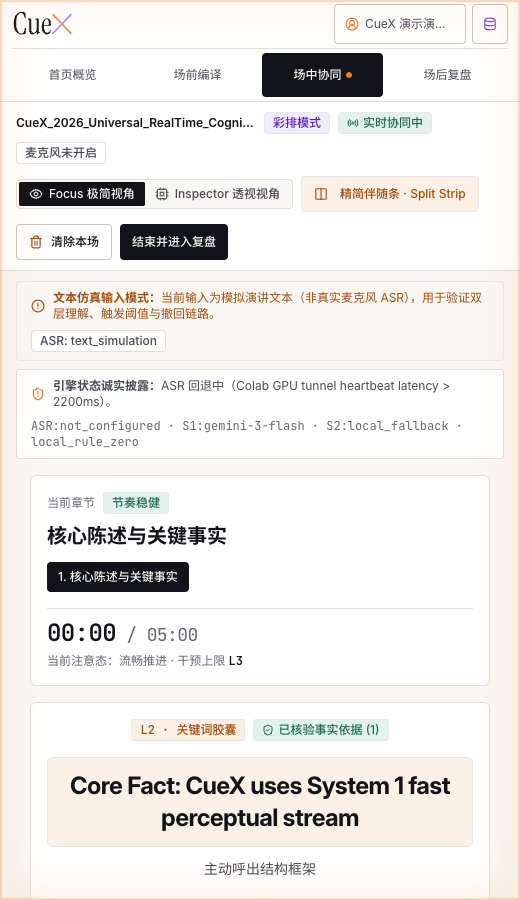 CueX
CueX 演示演...
首页概览
场前编译
场中协同
场后复盘
CueX_2026_Universal_RealTime_Cogni...
彩排模式
实时协同中
麦克风未开启
Focus 极简视角
Inspector 透视视角
精简伴随条 · Split Strip
清除本场
结束并进入复盘
文本仿真输入模式：当前输入为模拟演讲文本（非真实麦克风 ASR），用于验证双
层理解、触发阈值与撤回链路。
ASR: text_simulation
引擎状态诚实披露：ASR 回退中（Colab GPU tunnel heartbeat latency >
2200ms）。
ASR:not_configured · S1:gemini-3-flash · S2:local_fallback ·
local_rule_zero
当前章节
节奏稳健
核心陈述与关键事实
1. 核心陈述与关键事实
00:00 / 05:00
当前注意态：流畅推进 · 干预上限 L3
L2 · 关键词胶囊
已核验事实依据 (1)
Core Fact: CueX uses System 1 fast
perceptual stream
主动呼出结构框架